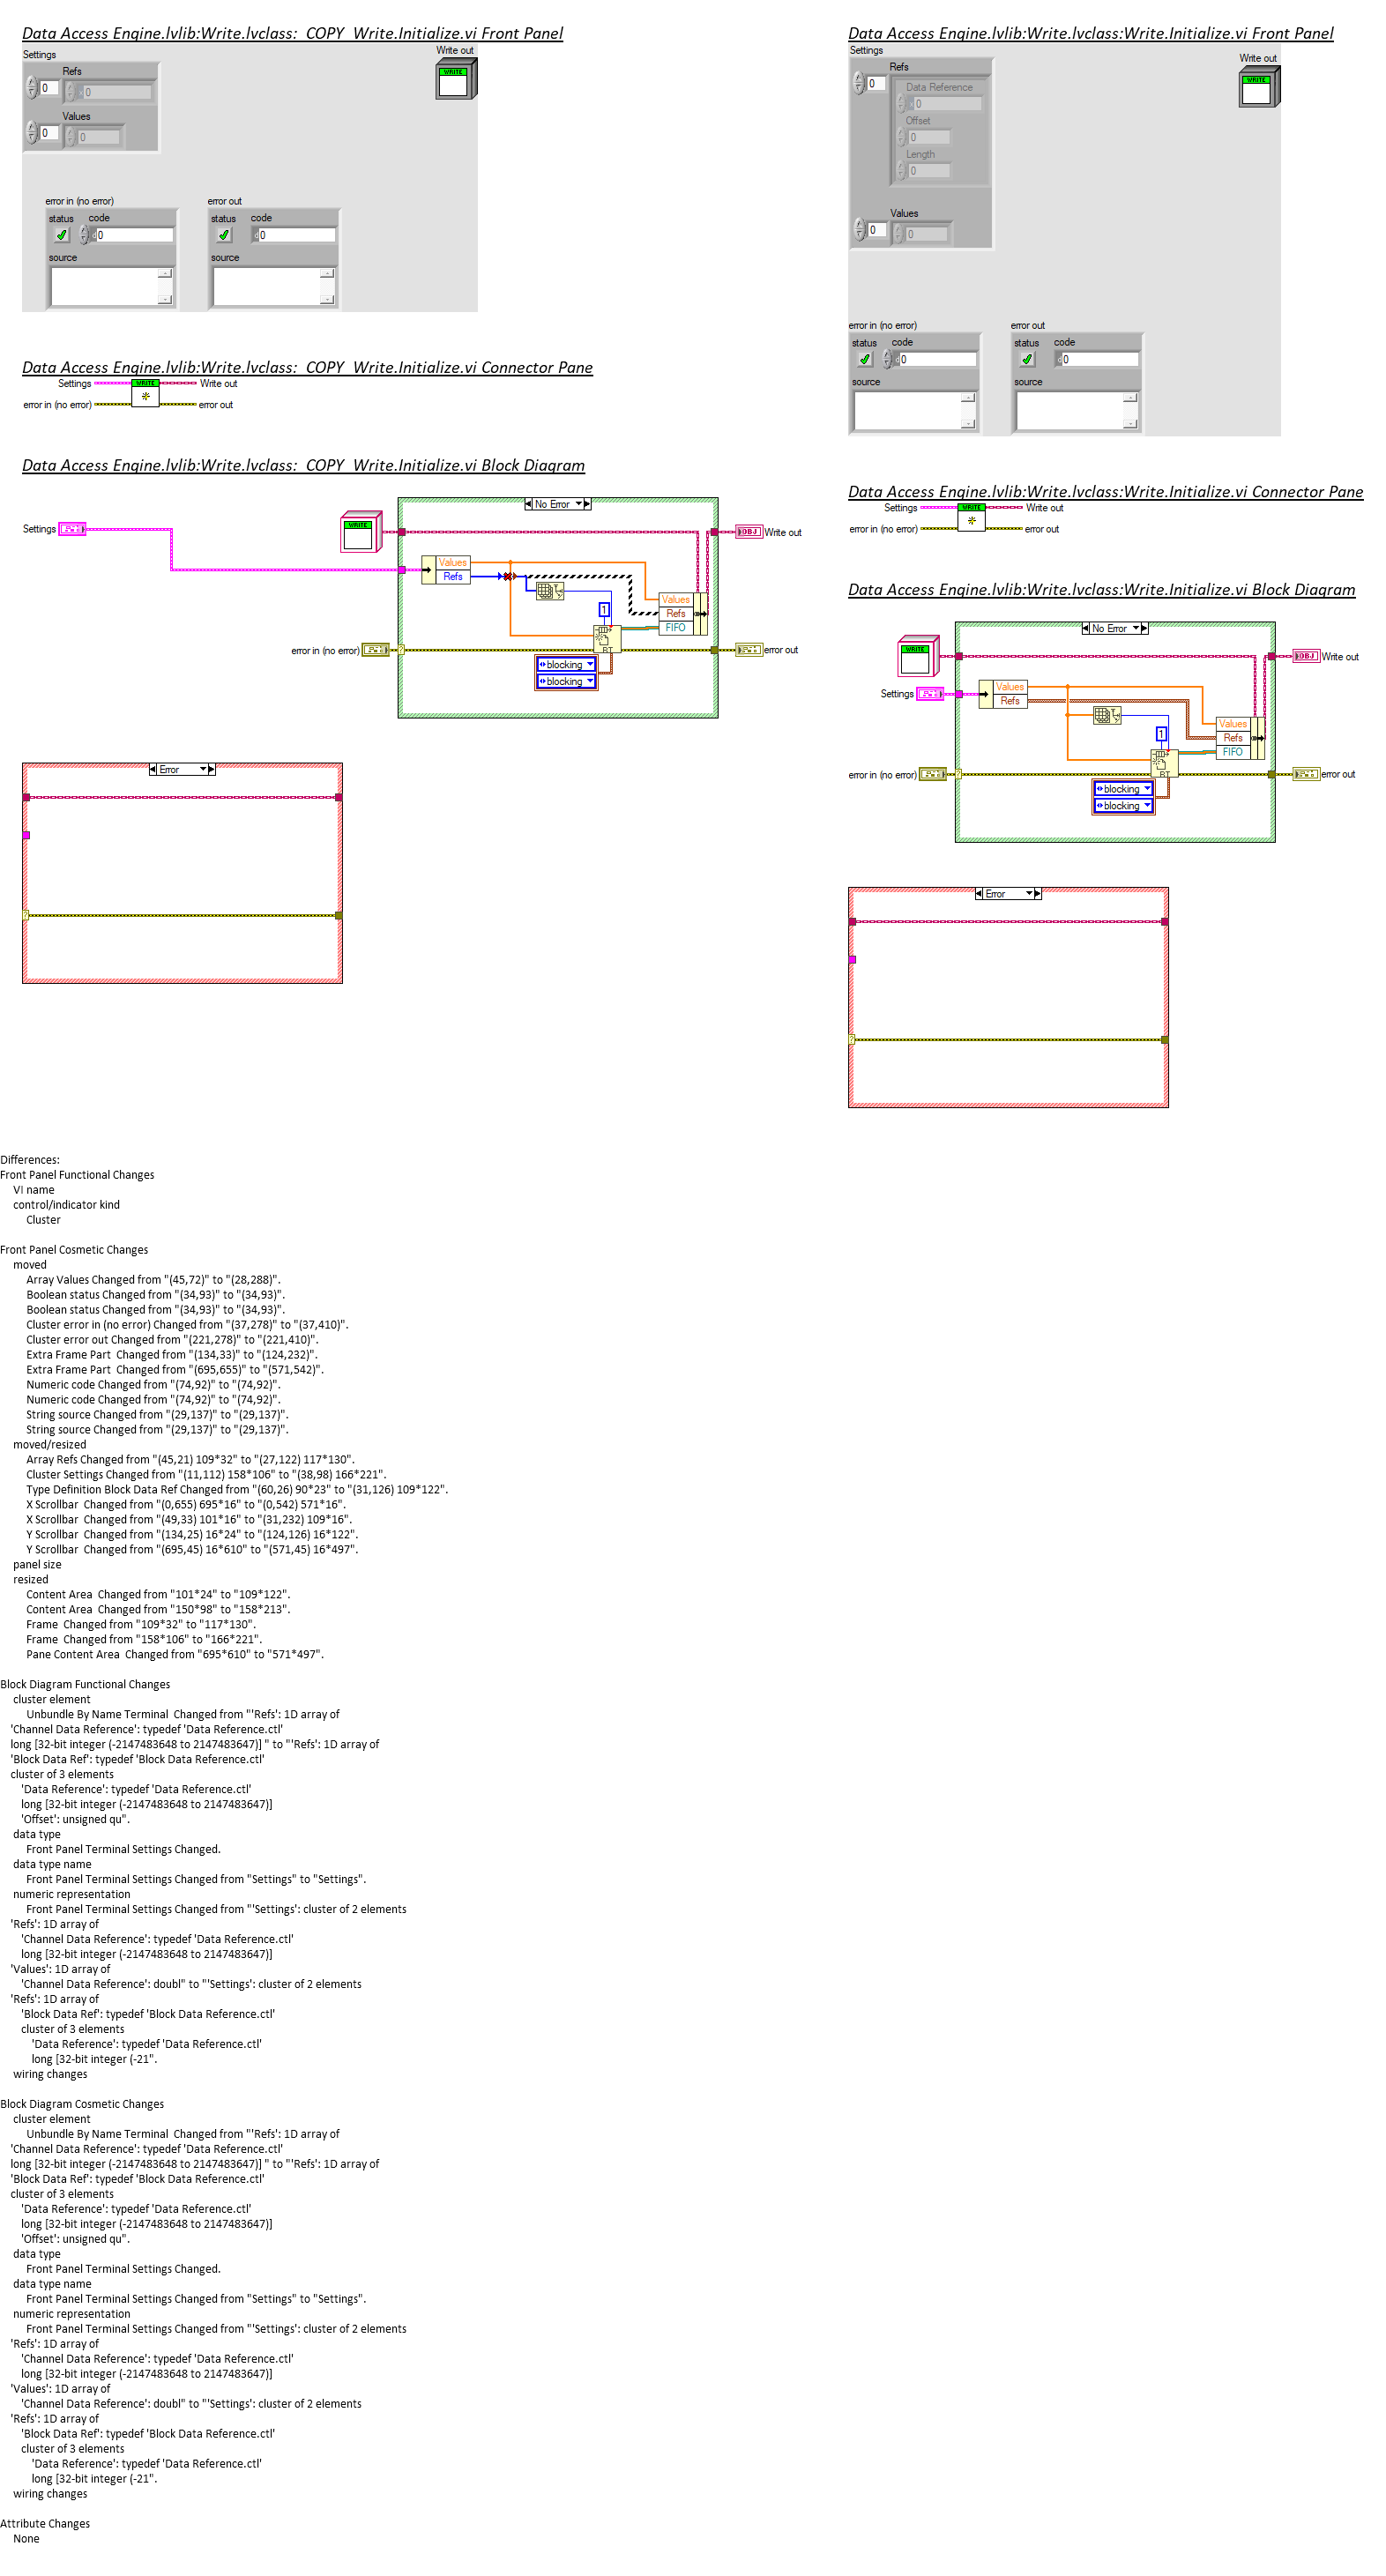 Data Access Engine.lvlib:Write.lvclass:_COPY_Write.Initialize.vi Front Panel
Settings
Write out
Refs
WRITE
0
0
Values
0
0
error in (no error)
error out
status
code
status
code
0
0
source
source
Data Access Engine.lvlib:Write.lvclass:_COPY_Write.Initialize.vi Connector Pane
Settings
WRITE
Write out
error in (no error)
error out
Data Access Engine.lvlib:Write.lvclass:_COPY_Write.Initialize.vi Block Diagram
No Error
WRITE
Settings
OBJ
Write out
Values
Refs
1
Values
Refs
FIFO
RT
error in (no error)
?
error out
blocking
blocking
Error
?
Data Access Engine.lvlib:Write.lvclass:Write.Initialize.vi Front Panel
Settings
Write out
Refs
WRITE
0
Data Reference
0
Offset
0
Length
0
Values
0
0
error in (no error)
error out
status
code
status
code
0
0
source
source
Data Access Engine.lvlib:Write.lvclass:Write.Initialize.vi Connector Pane
Settings
WRITE
Write out
error in (no error)
error out
Data Access Engine.lvlib:Write.lvclass:Write.Initialize.vi Block Diagram
No Error
WRITE
OBJ
Write out
Settings
Values
Refs
1
Values
Refs
FIFO
RT
error in (no error)
?
error out
blocking
blocking
Error
?
Differences:
Front Panel Functional Changes
VI name
control/indicator kind
Cluster
Front Panel Cosmetic Changes
moved
Array Values Changed from "(45,72)" to "(28,288)".
Boolean status Changed from "(34,93)" to "(34,93)".
Boolean status Changed from "(34,93)" to "(34,93)".
Cluster error in (no error) Changed from "(37,278)" to "(37,410)".
Cluster error out Changed from "(221,278)" to "(221,410)".
Extra Frame Part  Changed from "(134,33)" to "(124,232)".
Extra Frame Part  Changed from "(695,655)" to "(571,542)".
Numeric code Changed from "(74,92)" to "(74,92)".
Numeric code Changed from "(74,92)" to "(74,92)".
String source Changed from "(29,137)" to "(29,137)".
String source Changed from "(29,137)" to "(29,137)".
moved/resized
Array Refs Changed from "(45,21) 109*32" to "(27,122) 117*130".
Cluster Settings Changed from "(11,112) 158*106" to "(38,98) 166*221".
Type Definition Block Data Ref Changed from "(60,26) 90*23" to "(31,126) 109*122".
X Scrollbar  Changed from "(0,655) 695*16" to "(0,542) 571*16".
X Scrollbar  Changed from "(49,33) 101*16" to "(31,232) 109*16".
Y Scrollbar  Changed from "(134,25) 16*24" to "(124,126) 16*122".
Y Scrollbar  Changed from "(695,45) 16*610" to "(571,45) 16*497".
panel size
resized
Content Area  Changed from "101*24" to "109*122".
Content Area  Changed from "150*98" to "158*213".
Frame  Changed from "109*32" to "117*130".
Frame  Changed from "158*106" to "166*221".
Pane Content Area  Changed from "695*610" to "571*497".
Block Diagram Functional Changes
cluster element
Unbundle By Name Terminal  Changed from "'Refs': 1D array of
'Channel Data Reference': typedef 'Data Reference.ctl'
long [32-bit integer (-2147483648 to 2147483647)] " to "'Refs': 1D array of
'Block Data Ref': typedef 'Block Data Reference.ctl'
cluster of 3 elements
'Data Reference': typedef 'Data Reference.ctl'
long [32-bit integer (-2147483648 to 2147483647)]
'Offset': unsigned qu".
data type
Front Panel Terminal Settings Changed.
data type name
Front Panel Terminal Settings Changed from "Settings" to "Settings".
numeric representation
Front Panel Terminal Settings Changed from "'Settings': cluster of 2 elements
'Refs': 1D array of
'Channel Data Reference': typedef 'Data Reference.ctl'
long [32-bit integer (-2147483648 to 2147483647)]
'Values': 1D array of
'Channel Data Reference': doubl" to "'Settings': cluster of 2 elements
'Refs': 1D array of
'Block Data Ref': typedef 'Block Data Reference.ctl'
cluster of 3 elements
'Data Reference': typedef 'Data Reference.ctl'
long [32-bit integer (-21".
wiring changes
Block Diagram Cosmetic Changes
cluster element
Unbundle By Name Terminal  Changed from "'Refs': 1D array of
'Channel Data Reference': typedef 'Data Reference.ctl'
long [32-bit integer (-2147483648 to 2147483647)] " to "'Refs': 1D array of
'Block Data Ref': typedef 'Block Data Reference.ctl'
cluster of 3 elements
'Data Reference': typedef 'Data Reference.ctl'
long [32-bit integer (-2147483648 to 2147483647)]
'Offset': unsigned qu".
data type
Front Panel Terminal Settings Changed.
data type name
Front Panel Terminal Settings Changed from "Settings" to "Settings".
numeric representation
Front Panel Terminal Settings Changed from "'Settings': cluster of 2 elements
'Refs': 1D array of
'Channel Data Reference': typedef 'Data Reference.ctl'
long [32-bit integer (-2147483648 to 2147483647)]
'Values': 1D array of
'Channel Data Reference': doubl" to "'Settings': cluster of 2 elements
'Refs': 1D array of
'Block Data Ref': typedef 'Block Data Reference.ctl'
cluster of 3 elements
'Data Reference': typedef 'Data Reference.ctl'
long [32-bit integer (-21".
wiring changes
Attribute Changes
None